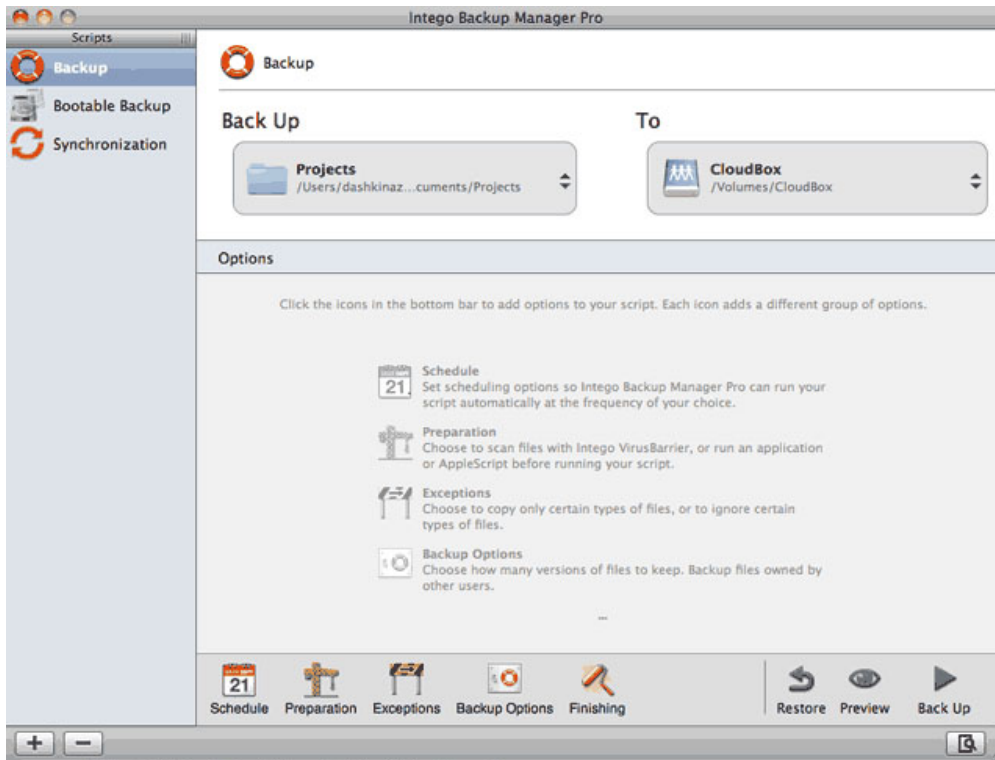 Intego Backup Manager Pro
Scripts
Backup
Bootable Backup
Synchronization
Backup
Back Up
To
Projects
/Users/dashkinaz...cuments/Projects
CloudBox
/Volumes/CloudBox
Options
Click the icons in the bottom bar to add options to your script. Each icon adds a different group of options.
21
Schedule
Set scheduling options so Intego Backup Manager Pro can run your
script automatically at the frequency of your choice.
Preparation
Choose to scan files with Intego VirusBarrier, or run an application
or AppleScript before running your script.
Exceptions
Choose to copy only certain types of files, or to ignore certain
types of files.
Backup Options
Choose how many versions of files to keep. Backup files owned by
other users.
...
21
Schedule
Preparation
Exceptions
Backup Options
Finishing
Restore
Preview
Back Up